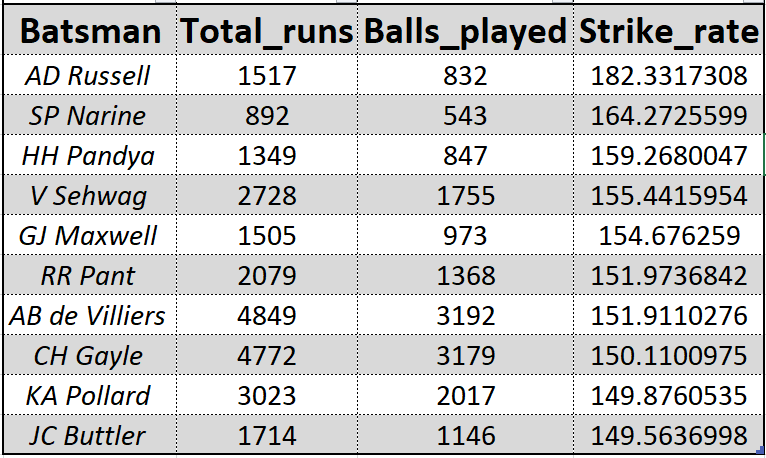 Batsman Total_runs Balls_played Strike_rate
AD Russell 1517 832 182.3317308
SP Narine 892 543 164.2725599
HH Pandya 1349 847 159.2680047
V Sehwag 2728 1755 155.4415954
GJ Maxwell 1505 973 154.676259
RR Pant 2079 1368 151.9736842
AB de Villiers 4849 3192 151.9110276
CH Gayle 4772 3179 150.1100975
KA Pollard 3023 2017 149.8760535
JC Buttler 1714 1146 149.5636998